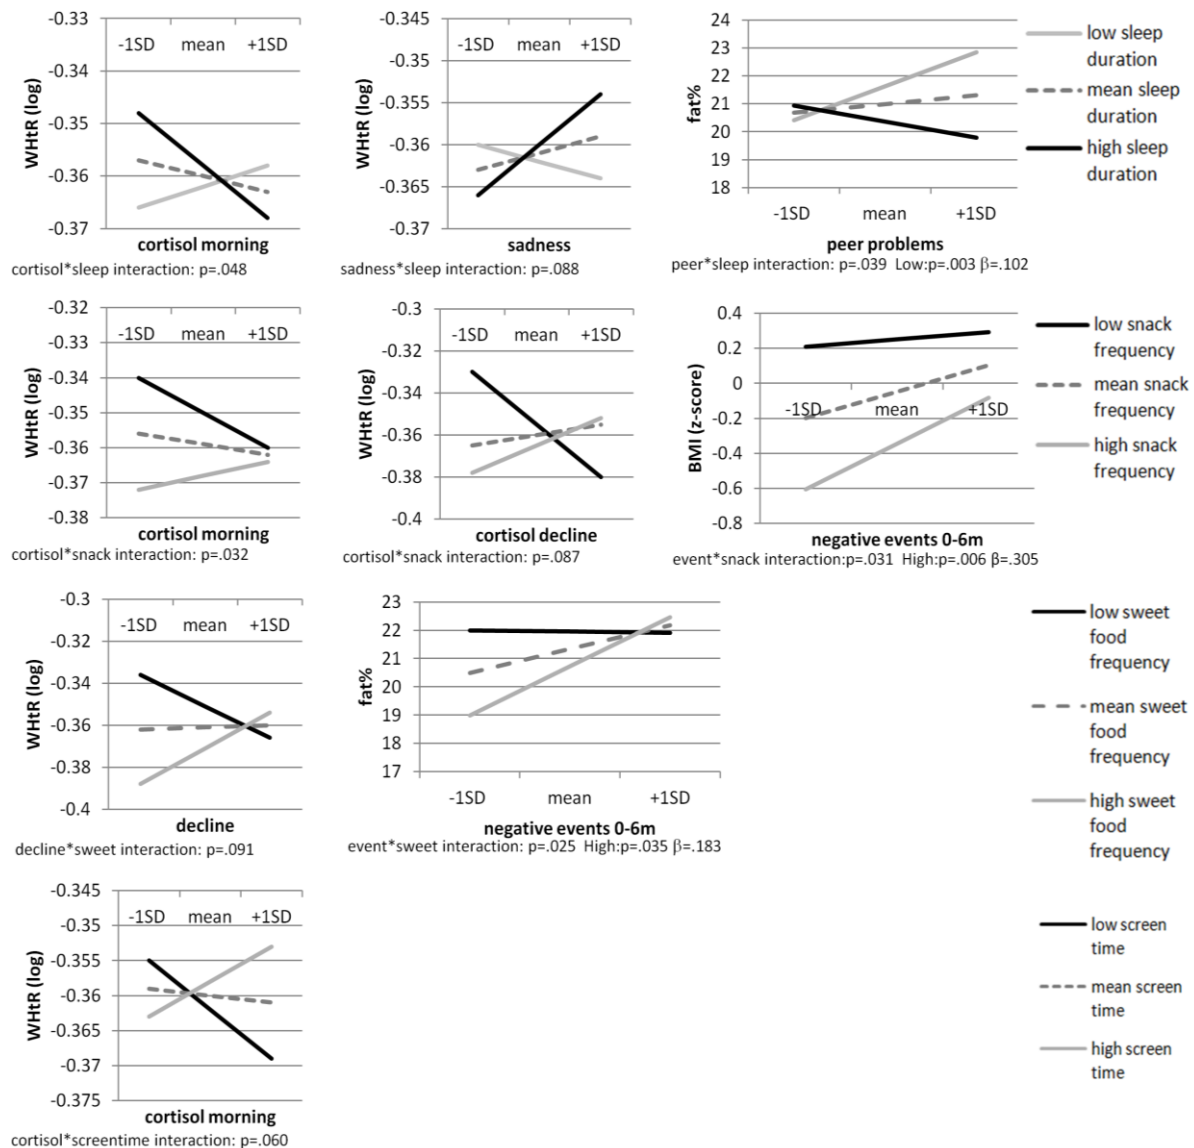 -0.33
-1SD mean +1SD
-0.34
-0.35
-0.36
-0.37
WHtR (log)
cortisol morning
cortisol*sleep interaction: p=.048
-0.345
-1SD mean +1SD
-0.35
-0.355
-0.36
-0.365
-0.37
WHtR (log)
sadness
sadness*sleep interaction: p=.088
24
23
22
21
20
19
18
fat%
-1SD mean +1SD
peer problems
peer*sleep interaction: p=.039 Low:p=.003 β=.102
low sleep
duration
mean sleep
duration
high sleep
duration
-0.32
-1SD mean +1SD
-0.33
-0.34
-0.35
-0.36
-0.37
-0.38
WHtR (log)
cortisol morning
cortisol*snack interaction: p=.032
-0.3
-1SD mean +1SD
-0.32
-0.34
-0.36
-0.38
-0.4
WHtR (log)
cortisol decline
cortisol*snack interaction: p=.087
0.4
0.2
0
-0.2
-0.4
-0.6
-0.8
BMI (z-score)
-1SD mean +1SD
negative events 0-6m
event*snack interaction:p=.031 High:p=.006 β=.305
low snack
frequency
mean snack
frequency
high snack
frequency
-0.3
-1SD mean +1SD
-0.32
-0.34
-0.36
-0.38
-0.4
WHtR (log)
decline
decline*sweet interaction: p=.091
23
22
21
20
19
18
17
fat%
-1SD mean +1SD
negative events 0-6m
event*sweet interaction: p=.025 High:p=.035 β=.183
low sweet
food
frequency
mean sweet
food
frequency
high sweet
food
frequency
-0.345
-1SD mean +1SD
-0.35
-0.355
-0.36
-0.365
-0.37
-0.375
WHtR (log)
cortisol morning
cortisol*screentime interaction: p=.060
low screen
time
mean screen
time
high screen
time